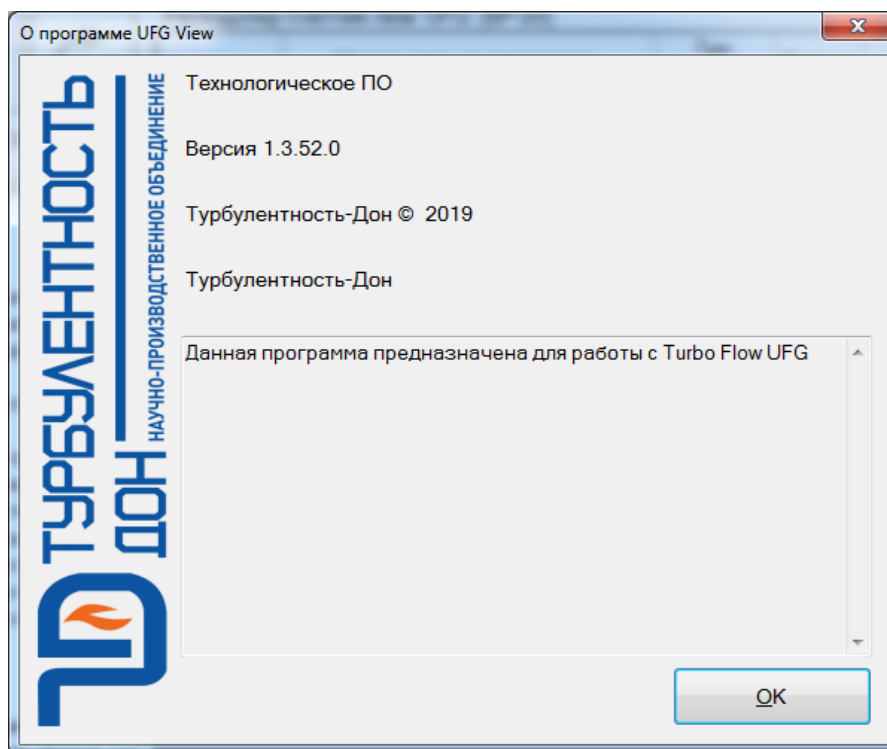 О программе UFG View
Технологическое ПО
Версия 1.3.52.0
Турбулентность-Дон © 2019
Турбулентность-Дон
Данная программа предназначена для работы с Turbo Flow UFG
OK
ТУРБУЛЕНТНОСТЬ
ДОН
НАУЧНО-ПРОИЗВОДСТВЕННОЕ ОБЪЕДИНЕНИЕ